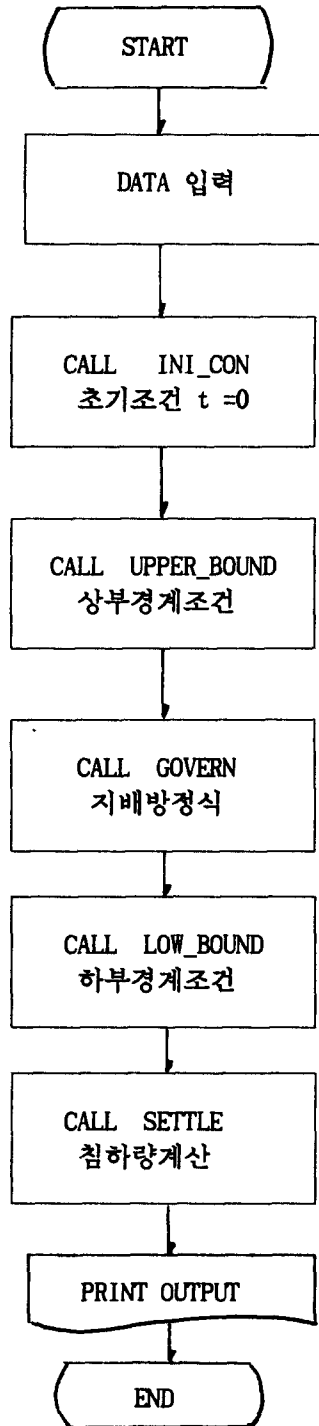 START
DATA 입력
CALL INI_CON
초기조건 t =0
CALL UPPER_BOUND
상부경계조건
CALL GOVERN
지배방정식
CALL LOW_BOUND
하부경계조건
CALL SETTLE
침하량계산
PRINT OUTPUT
END